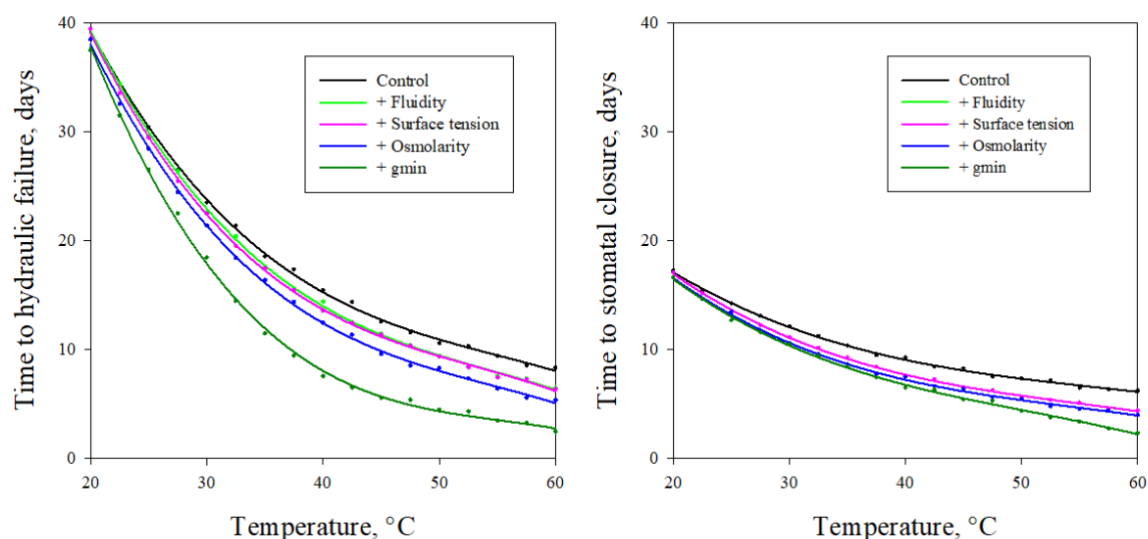 Time to hydraulic failure, days
40
30
20
10
0
Control
+ Fluidity
+ Surface tension
+ Osmolarity
+ gmin
20 30 40 50 60
Temperature, °C
Time to stomatal closure, days
40
30
20
10
0
Control
+ Fluidity
+ Surface tension
+ Osmolarity
+ gmin
20 30 40 50 60
Temperature, °C